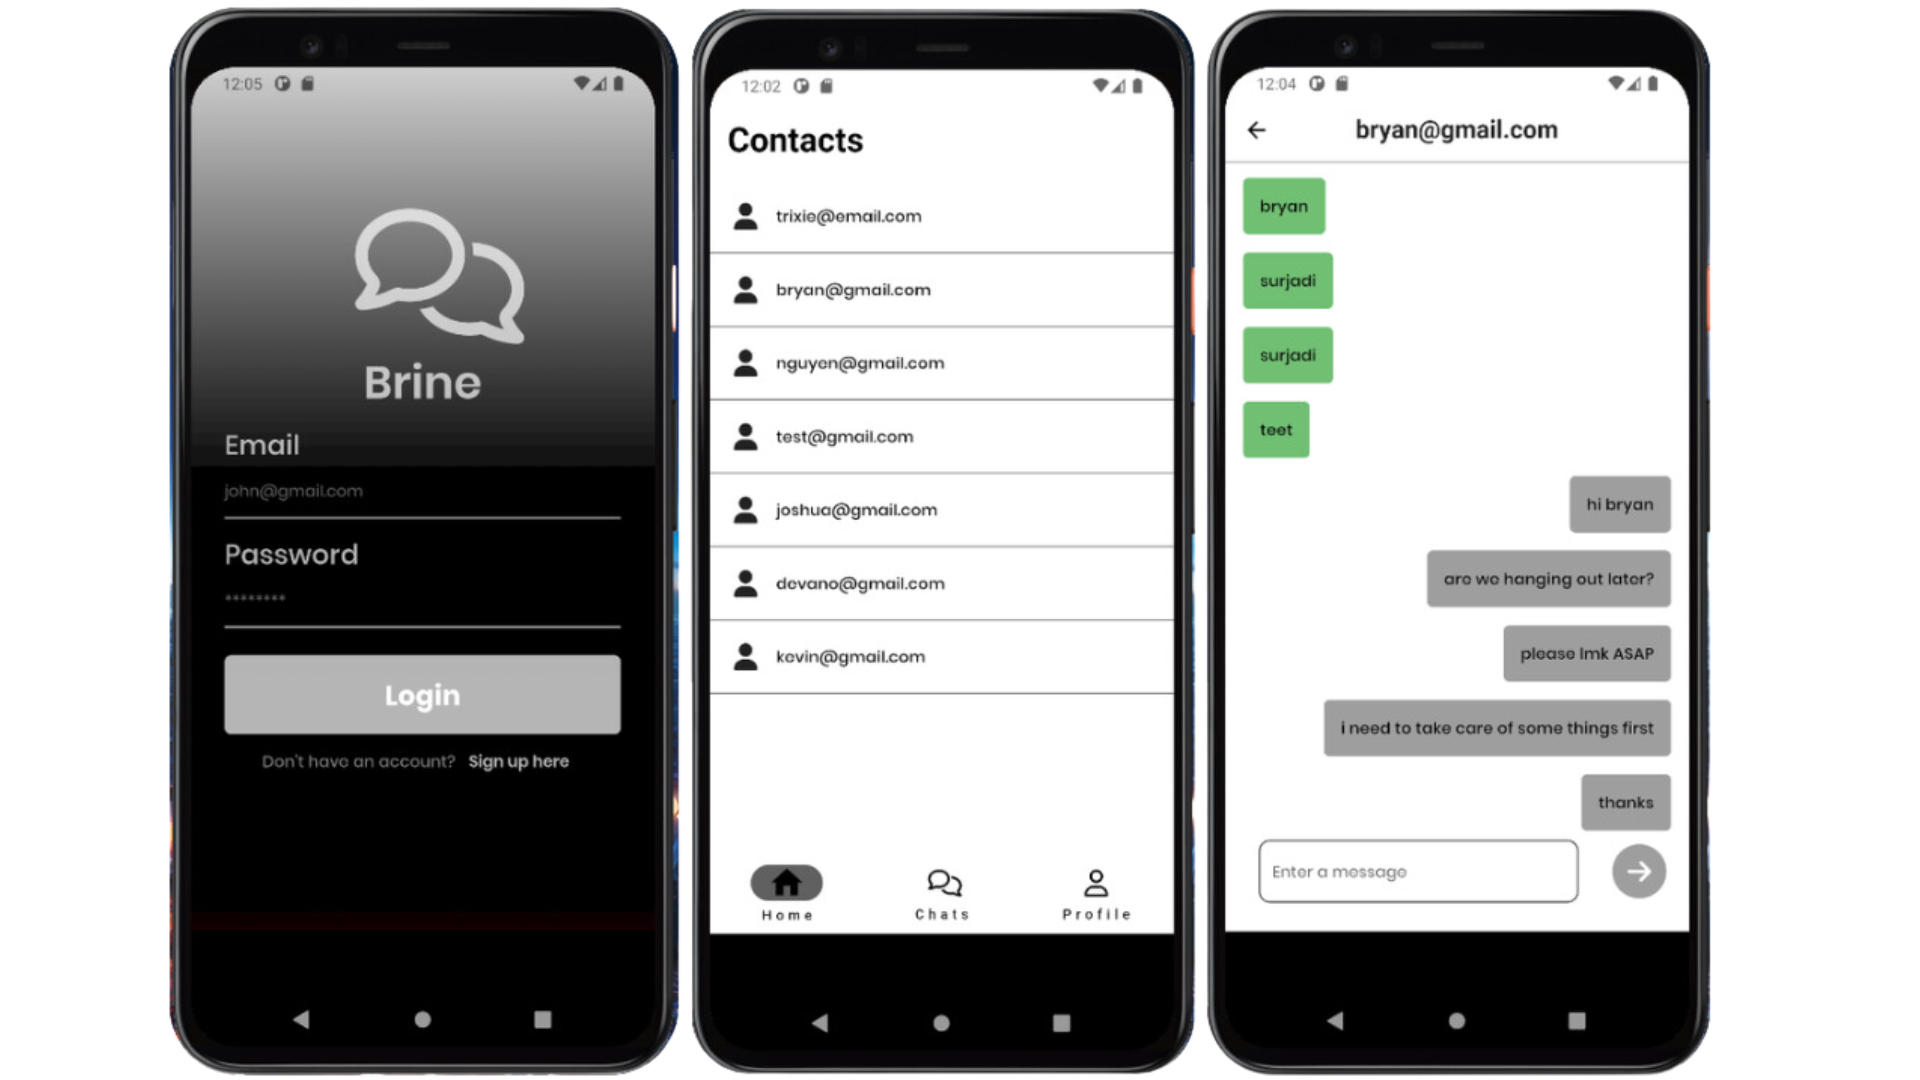 12:05
Brine
Email
john@gmail.com
Password
********
Login
Don't have an account? Sign up here
12:02
Contacts
trixie@email.com
bryan@gmail.com
nguyen@gmail.com
test@gmail.com
joshua@gmail.com
devano@gmail.com
kevin@gmail.com
Home Chats Profile
12:04
bryan@gmail.com
bryan
surjadi
surjadi
teet
hi bryan
are we hanging out later?
please lmk ASAP
i need to take care of some things first
thanks
Enter a message